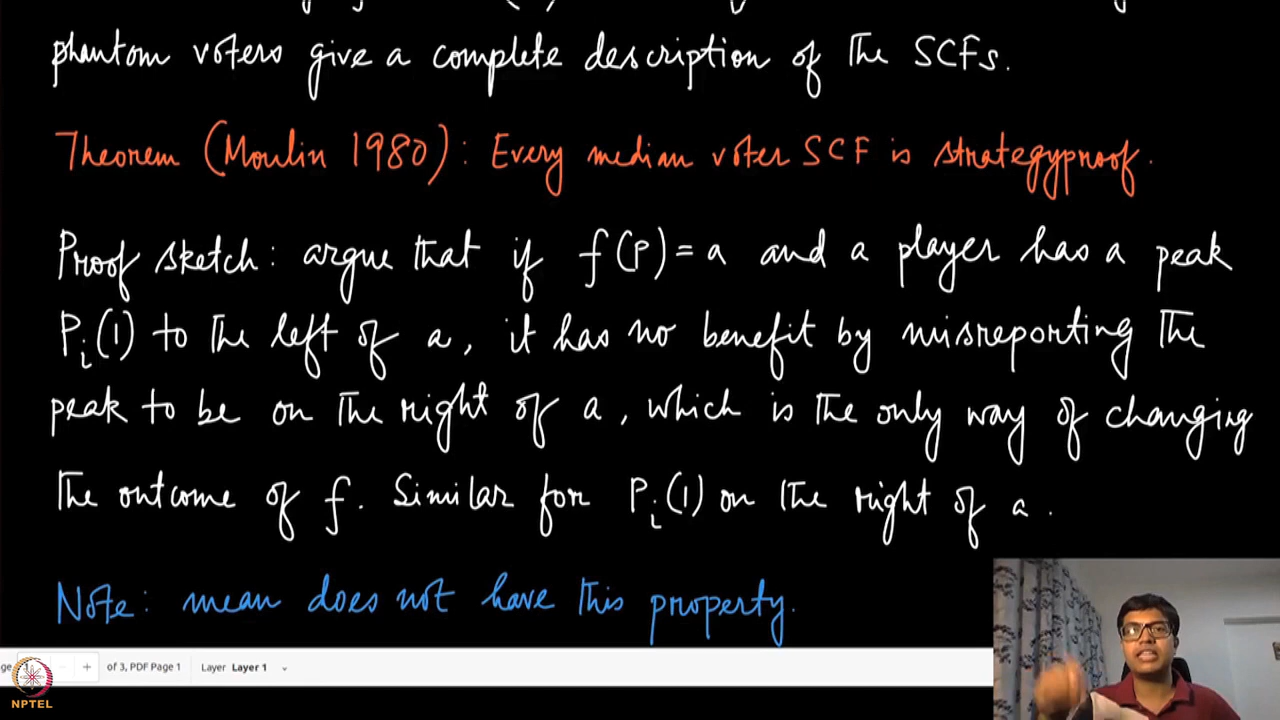 phantom voters give a complete description of the SCFs.
Theorem (Moulin 1980): Every median voter SCF is strategyproof.
Proof sketch: argue that if f(P) = a and a player has a peak
Pi(1) to the left of a, it has no benefit by misreporting the
peak to be on the right of a, which is the only way of changing
the outcome of f. Similar for Pi(1) on the right of a.
Note: mean does not have this property.
ge
+
of 3, PDF Page 1
Layer Layer 1
NPTEL